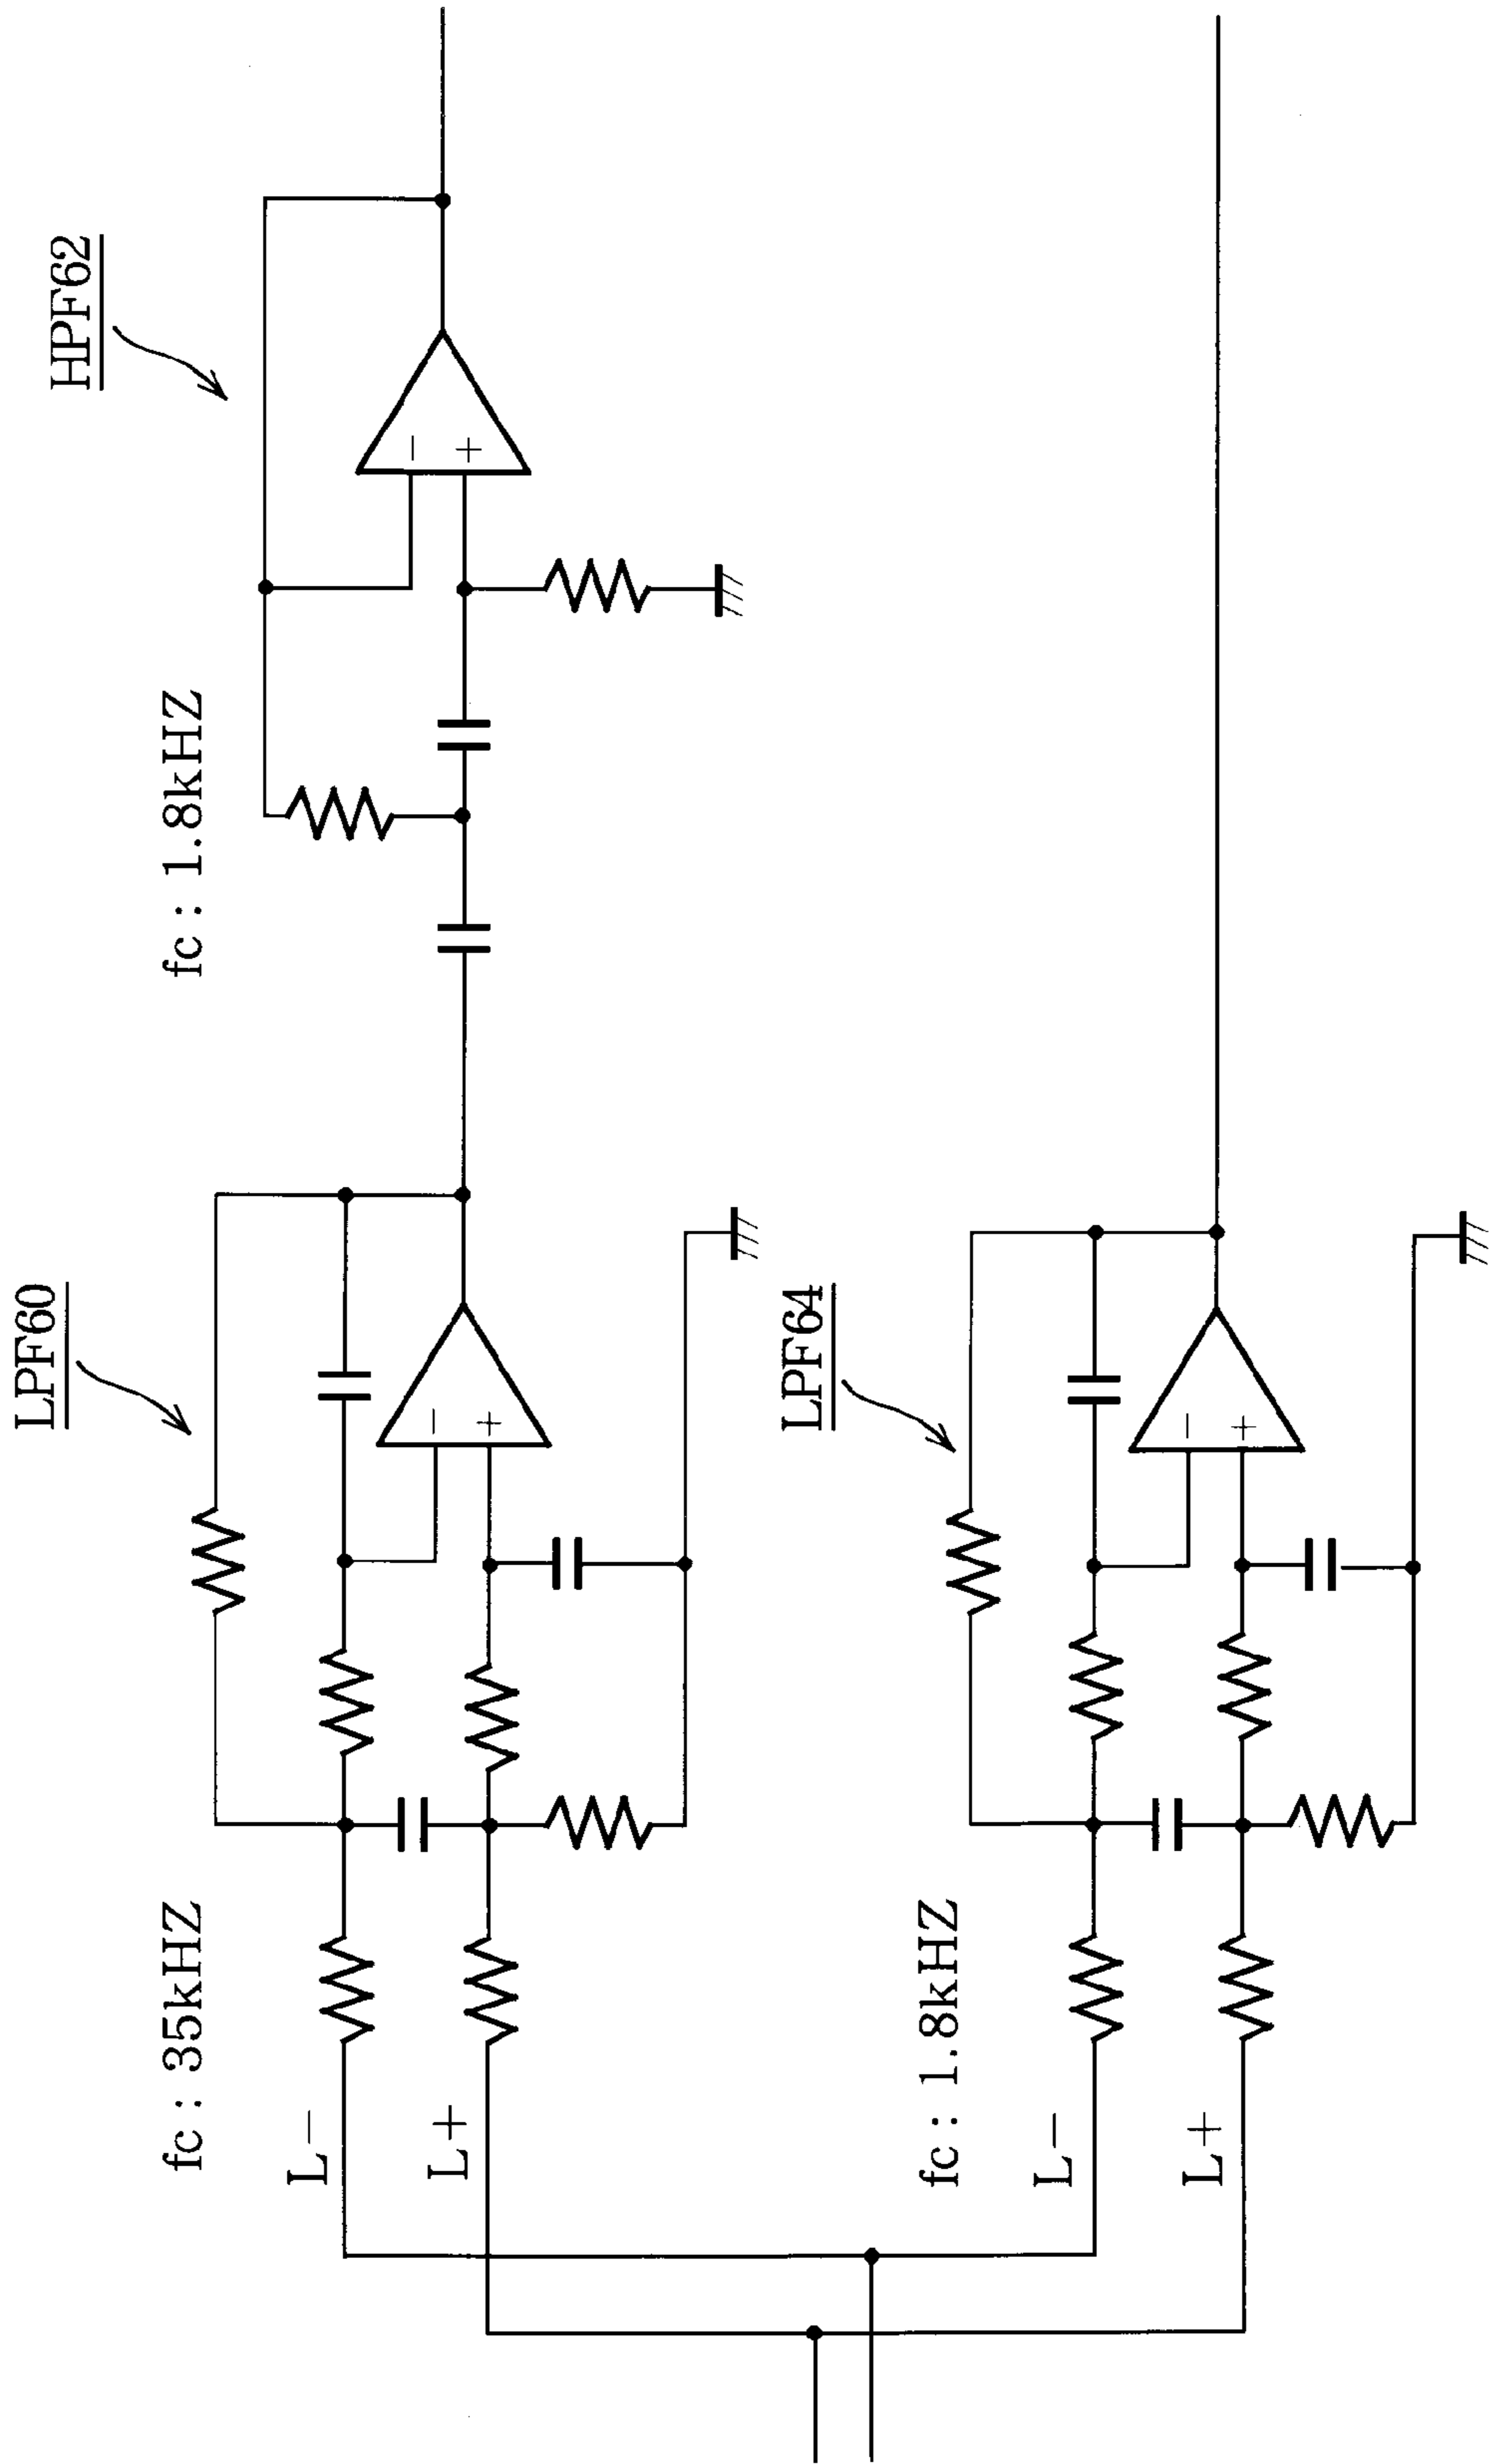 LPF60
HPF62
fc : 35kHZ
fc : 1.8kHZ
L−
L+
−
+
−
+
LPF64
fc : 1.8kHZ
L−
L+
−
+